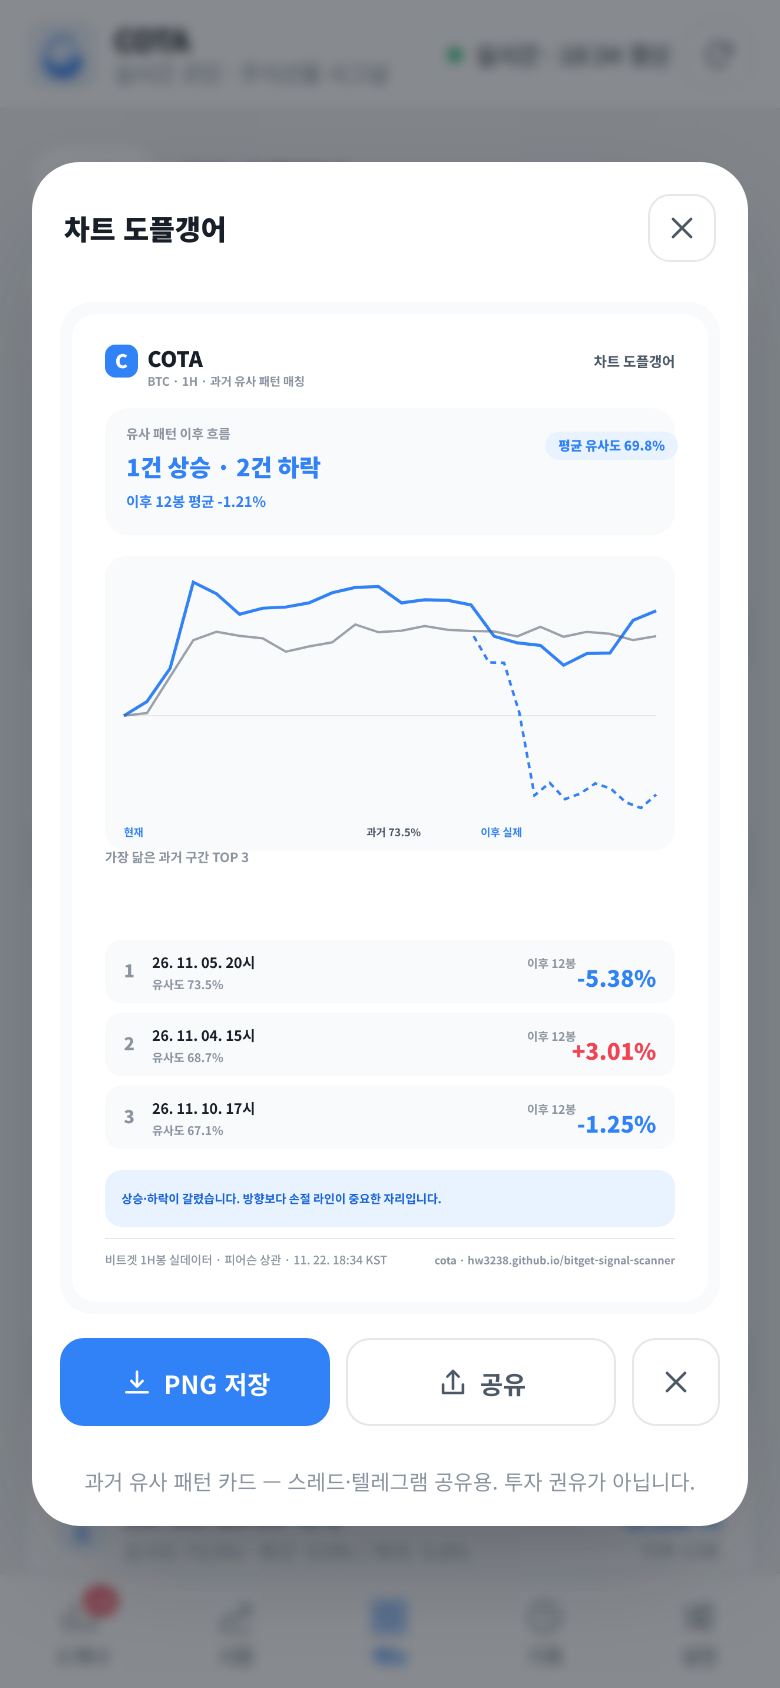 COTA
차트 도플갱어
C COTA
BTC · 1H · 과거 유사 패턴 매칭
차트 도플갱어
유사 패턴 이후 흐름
1건 상승 · 2건 하락
이후 12봉 평균 -1.21%
평균 유사도 69.8%
현재
과거 73.5%
이후 실제
가장 닮은 과거 구간 TOP 3
1
26. 11. 05. 20시
유사도 73.5%
이후 12봉
-5.38%
2
26. 11. 04. 15시
유사도 68.7%
이후 12봉
+3.01%
3
26. 11. 10. 17시
유사도 67.1%
이후 12봉
-1.25%
상승·하락이 갈렸습니다. 방향보다 손절 라인이 중요한 자리입니다.
비트겟 1H봉 실데이터 · 피어슨 상관 · 11. 22. 18:34 KST
cota · hw3238.github.io/bitget-signal-scanner
PNG 저장
공유
과거 유사 패턴 카드 — 스레드·텔레그램 공유용. 투자 권유가 아닙니다.